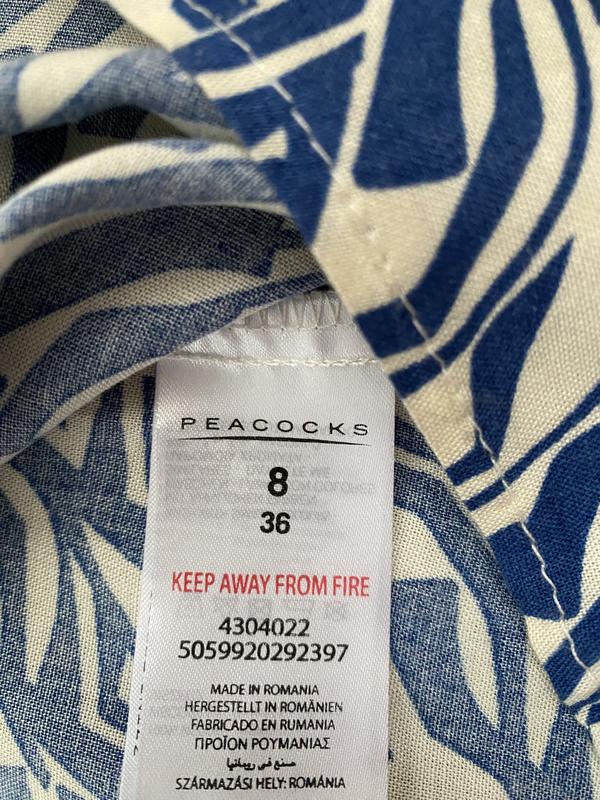 PEACOCKS
8
36
KEEP AWAY FROM FIRE
4304022
5059920292397
MADE IN ROMANIA
HERGESTELLT IN ROMÄNIEN
FABRICADO EN RUMANIA
ΠΡΟΪΟΝ ΡΟΥΜΑΝΙΑΣ
صنع في رومانيا
SZÁRMAZÁSI HELY: ROMÁNIA